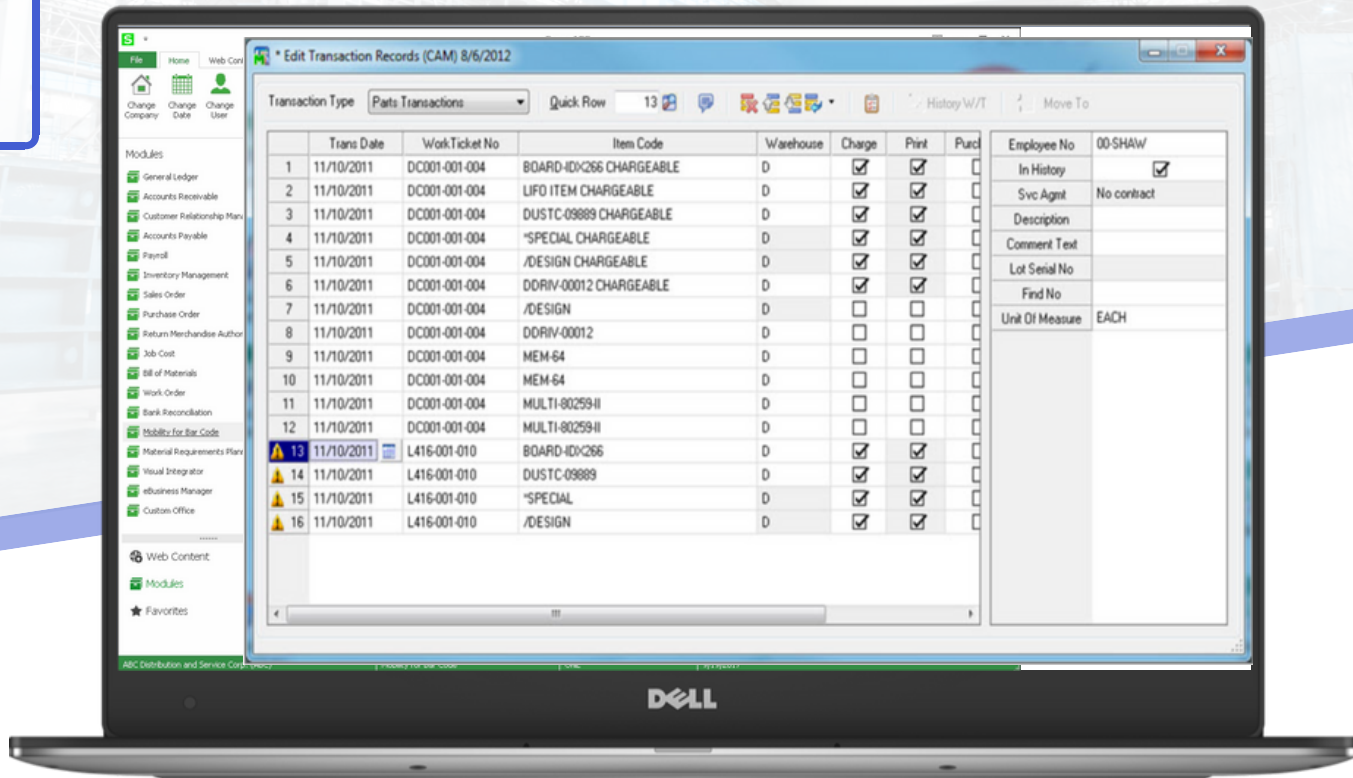 S
File Home Web Con
Change Company Change Date Change User
Modules
General Ledger
Accounts Receivable
Customer Relationship Man
Accounts Payable
Payroll
Inventory Management
Sales Order
Purchase Order
Return Merchandise Author
Job Cost
Bill of Materials
Work Order
Bank Reconciliation
Mobility for Bar Code
Material Requirements Plan
Visual Integrator
eBusiness Manager
Custom Office
Web Content
Modules
Favorites
* Edit Transaction Records (CAM) 8/6/2012
Transaction Type Parts Transactions Quick Row 13 History W/T Move To
Trans Date WorkTicket No Item Code Warehouse Charge Print Purcl
1 11/10/2011 DC001-001-004 BOARD-IDX266 CHARGEABLE D
2 11/10/2011 DC001-001-004 LIFO ITEM CHARGEABLE D
3 11/10/2011 DC001-001-004 DUSTC-09889 CHARGEABLE D
4 11/10/2011 DC001-001-004 *SPECIAL CHARGEABLE D
5 11/10/2011 DC001-001-004 /DESIGN CHARGEABLE D
6 11/10/2011 DC001-001-004 DDRIV-00012 CHARGEABLE D
7 11/10/2011 DC001-001-004 /DESIGN D
8 11/10/2011 DC001-001-004 DDRIV-00012 D
9 11/10/2011 DC001-001-004 MEM-64 D
10 11/10/2011 DC001-001-004 MEM-64 D
11 11/10/2011 DC001-001-004 MULTI-80259-II D
12 11/10/2011 DC001-001-004 MULTI-80259-II D
13 11/10/2011 L416-001-010 BOARD-IDX266 D
14 11/10/2011 L416-001-010 DUSTC-09889 D
15 11/10/2011 L416-001-010 *SPECIAL D
16 11/10/2011 L416-001-010 /DESIGN D
Employee No 00-SHAW
In History
Svc Agmt No contract
Description
Comment Text
Lot Serial No
Find No
Unit Of Measure EACH
ABC Distribution and Service Corp.
DELL